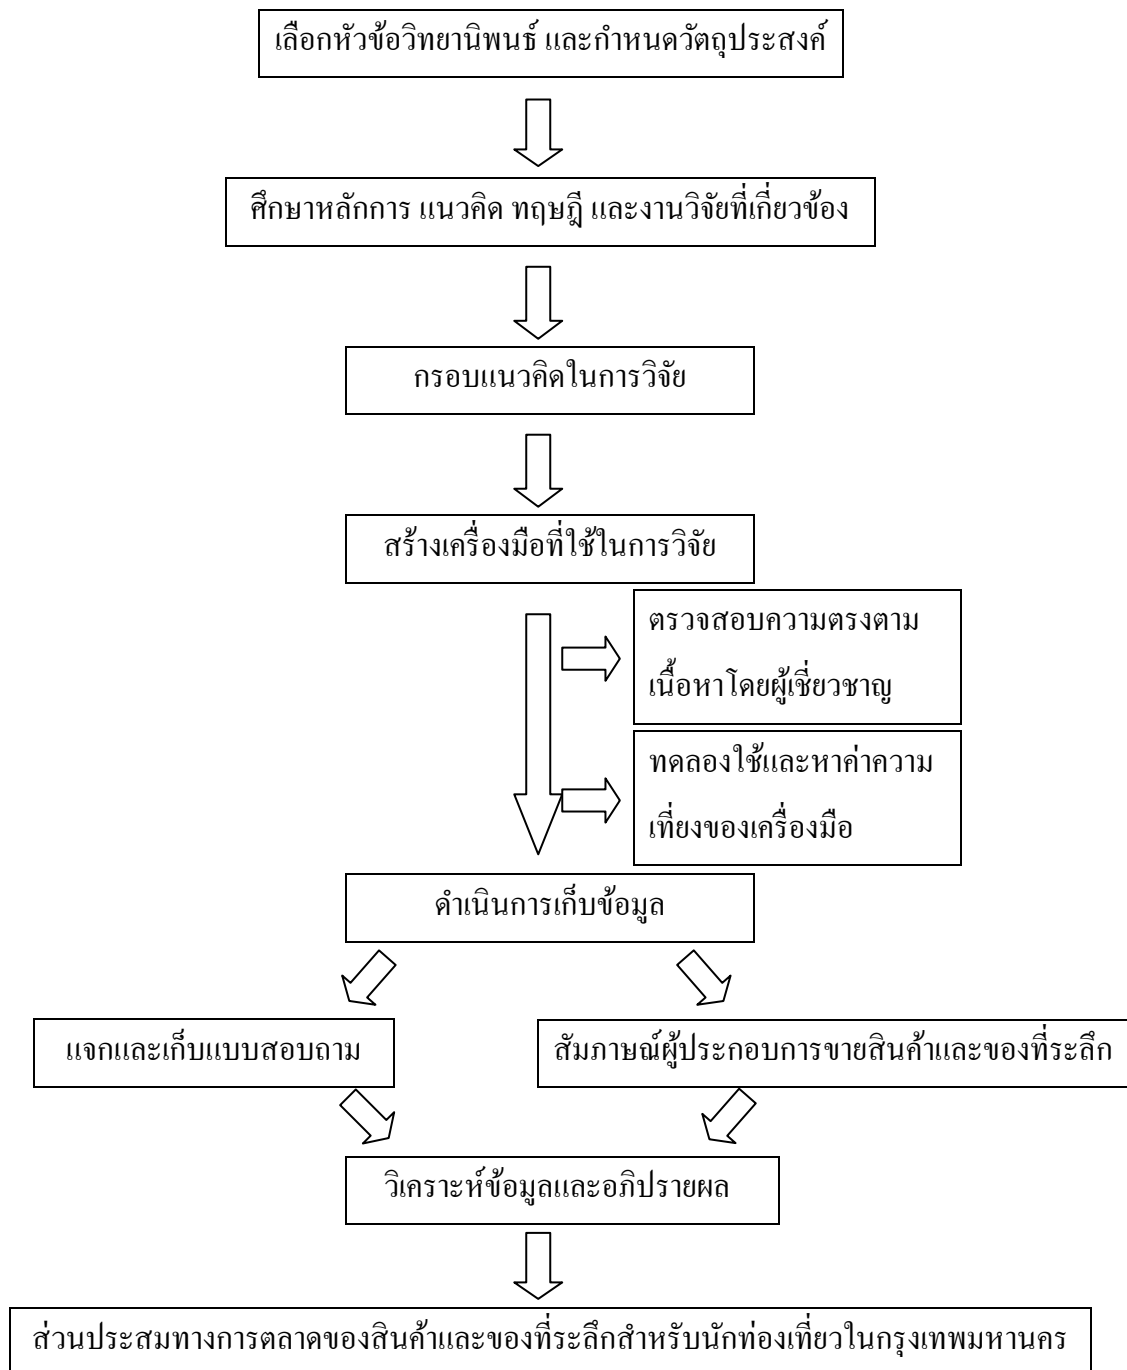 เลือกหัวข้อวิทยานิพนธ์ และกำหนดวัตถุประสงค์
ศึกษาหลักการ แนวคิด ทฤษฎี และงานวิจัยที่เกี่ยวข้อง
กรอบแนวคิดในการวิจัย
สร้างเครื่องมือที่ใช้ในการวิจัย
ตรวจสอบความตรงตาม
เนื้อหาโดยผู้เชี่ยวชาญ
ทดลองใช้และหาค่าความ
เที่ยงของเครื่องมือ
ดำเนินการเก็บข้อมูล
แจกและเก็บแบบสอบถาม
สัมภาษณ์ผู้ประกอบการขายสินค้าและของที่ระลึก
วิเคราะห์ข้อมูลและอภิปรายผล
ส่วนประสมทางการตลาดของสินค้าและของที่ระลึกสำหรับนักท่องเที่ยวในกรุงเทพมหานคร